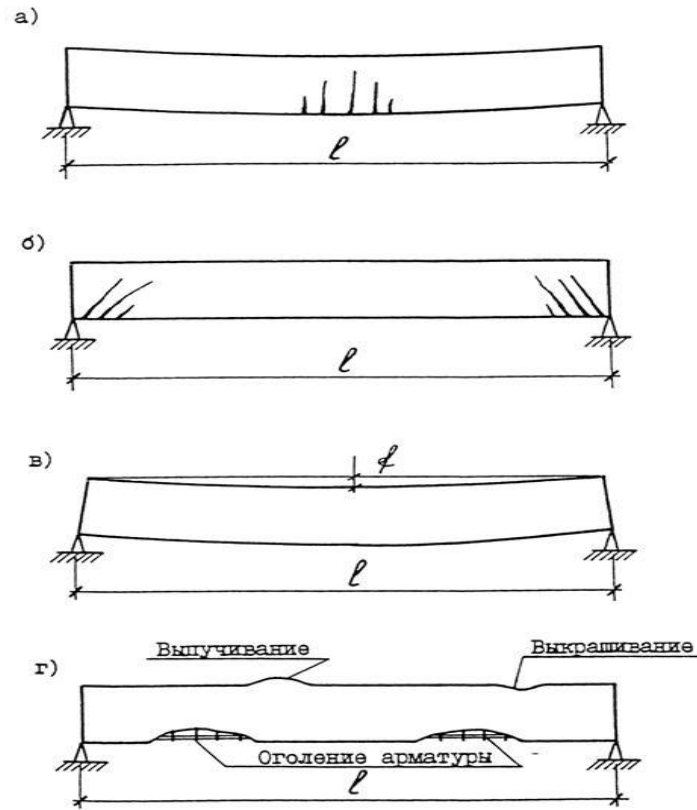 а)
ℓ
б)
ℓ
в)
f
ℓ
г)
Выпучивание
Выкрашивание
Оголение арматуры
ℓ